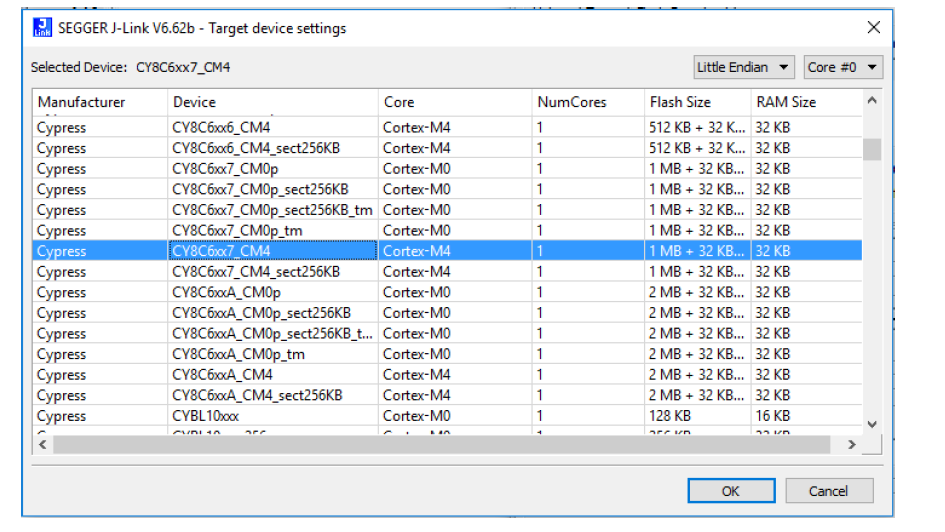 SEGGER J-Link V6.62b - Target device settings
Selected Device: CY8C6xx7_CM4 Little Endian Core #0
Manufacturer Device Core NumCores Flash Size RAM Size
Cypress CY8C6xx6_CM4 Cortex-M4 1 512 KB + 32 K... 32 KB
Cypress CY8C6xx6_CM4_sect256KB Cortex-M4 1 512 KB + 32 K... 32 KB
Cypress CY8C6xx7_CM0p Cortex-M0 1 1 MB + 32 KB... 32 KB
Cypress CY8C6xx7_CM0p_sect256KB Cortex-M0 1 1 MB + 32 KB... 32 KB
Cypress CY8C6xx7_CM0p_sect256KB_tm Cortex-M0 1 1 MB + 32 KB... 32 KB
Cypress CY8C6xx7_CM0p_tm Cortex-M0 1 1 MB + 32 KB... 32 KB
Cypress CY8C6xx7_CM4 Cortex-M4 1 1 MB + 32 KB... 32 KB
Cypress CY8C6xx7_CM4_sect256KB Cortex-M4 1 1 MB + 32 KB... 32 KB
Cypress CY8C6xxA_CM0p Cortex-M0 1 2 MB + 32 KB... 32 KB
Cypress CY8C6xxA_CM0p_sect256KB Cortex-M0 1 2 MB + 32 KB... 32 KB
Cypress CY8C6xxA_CM0p_sect256KB_t... Cortex-M0 1 2 MB + 32 KB... 32 KB
Cypress CY8C6xxA_CM0p_tm Cortex-M0 1 2 MB + 32 KB... 32 KB
Cypress CY8C6xxA_CM4 Cortex-M4 1 2 MB + 32 KB... 32 KB
Cypress CY8C6xxA_CM4_sect256KB Cortex-M4 1 2 MB + 32 KB... 32 KB
Cypress CYBL10xxx Cortex-M0 1 128 KB 16 KB
OK Cancel